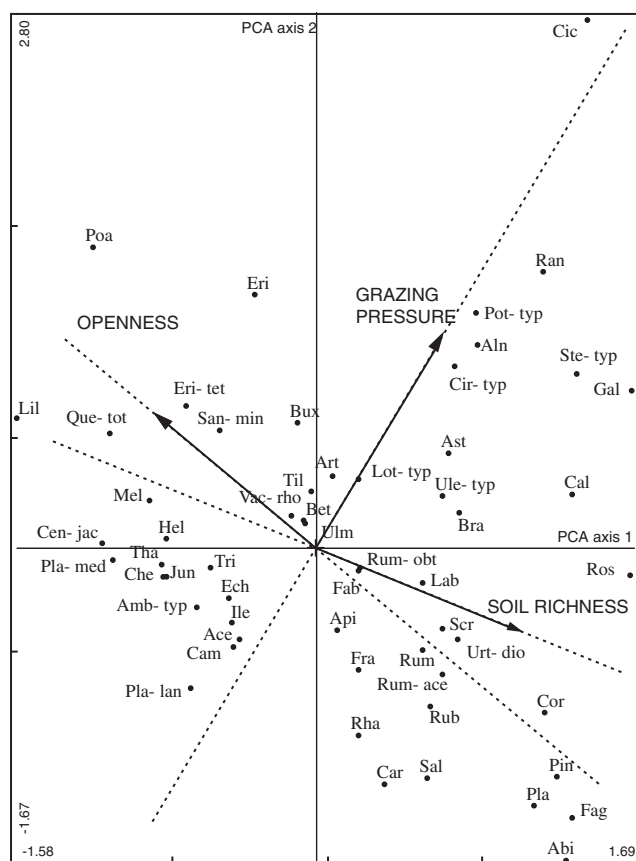 2.80
PCA axis 2
Cic
Poa
Ran
Eri
GRAZING
PRESSURE
Pot- typ
OPENNESS
Aln
Ste- typ
Cir- typ
Gal
Eri- tet
Lil
Que- tot
San- min
Bux
Ast
Art
Lot- typ
Til
Ule- typ
Cal
Mel
Vac- rho
Bet
Bra
Ulm
Cen- jac
Hel
PCA axis 1
Tha
Rum- obt
Pla- med
Tri
Ros
Che
Jun
Fab
Lab
Ech
Amb- typ
SOIL RICHNESS
Ile
Api
Scr
Ace
Urt- dio
Cam
Fra
Rum
Rum- ace
Pla- lan
Cor
Rub
Rha
Pin
Car
Sal
Pla
Fag
-1.67
Abi
-1.58
1.69